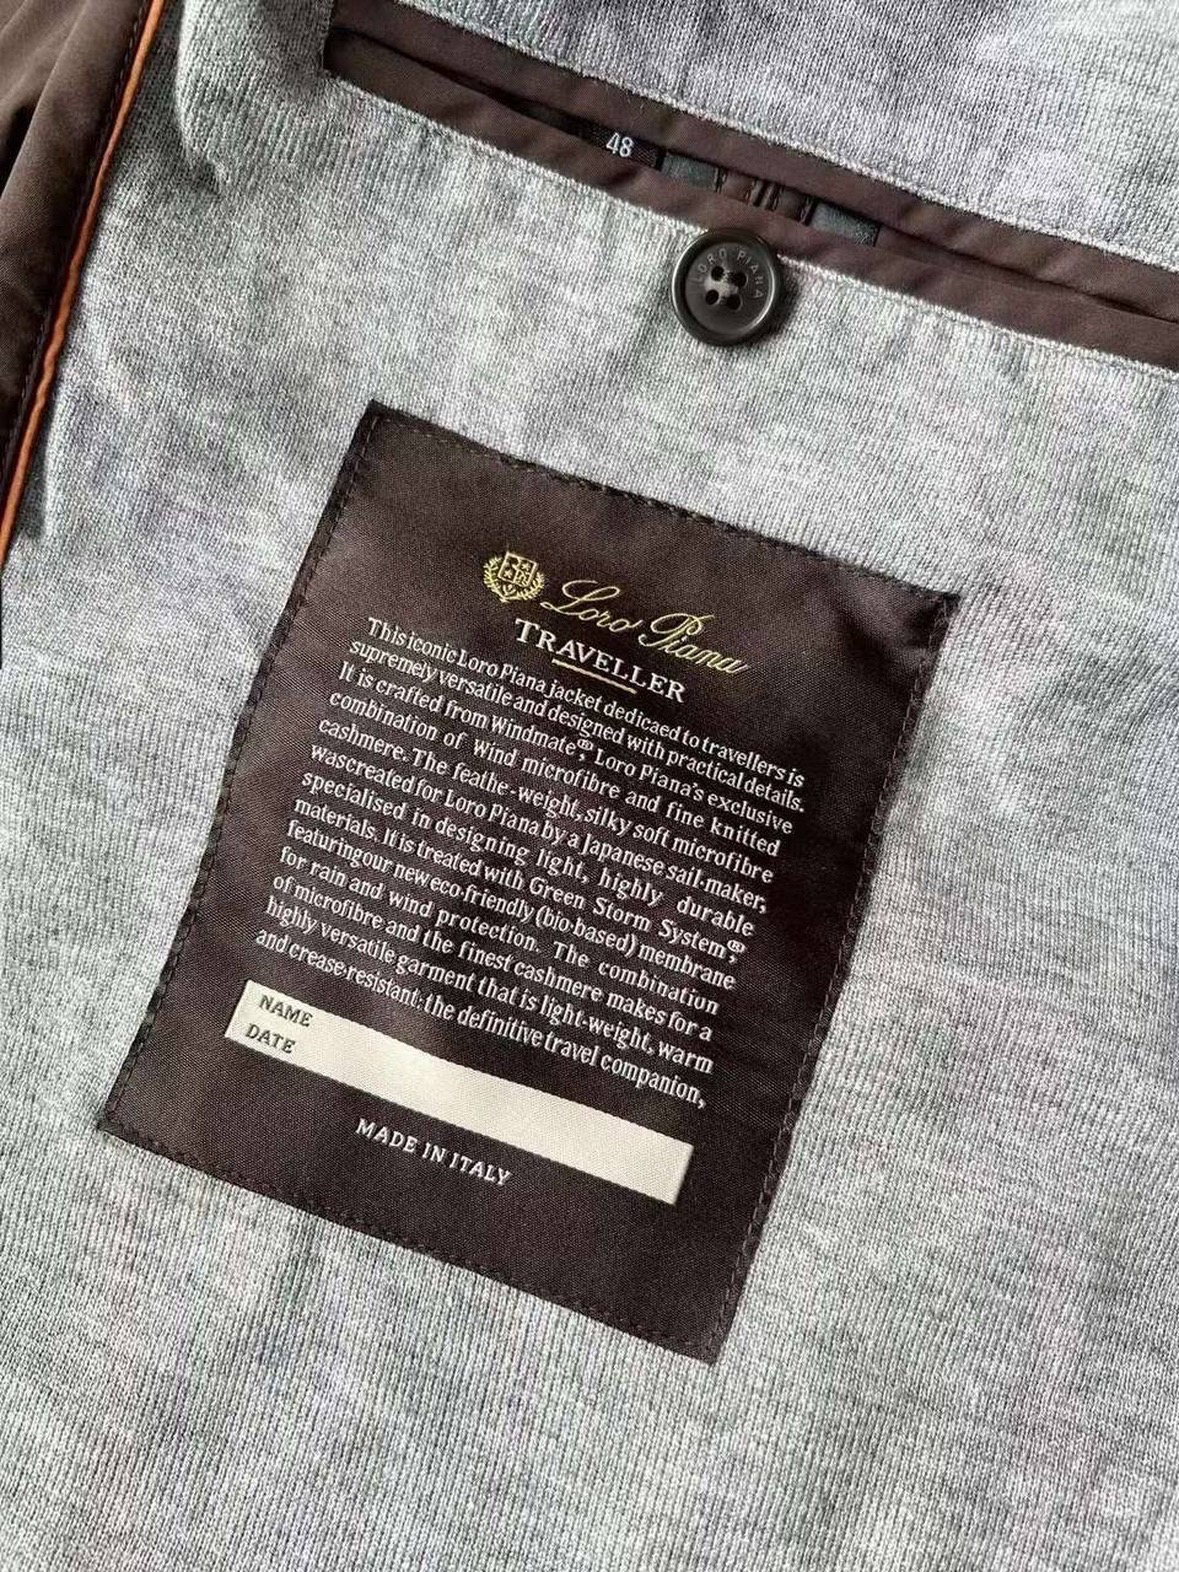 48
LORO PIANA
Loro Piana
TRAVELLER
This iconic Loro Piana jacket dedicaed to travellers is
supremely versatile and designed with practical details.
It is crafted from Windmate®, Loro Piana's exclusive
combination of Wind microfibre and fine knitted
cashmere. The feathe-weight, silky soft microfibre
wascreated for Loro Piana by a Japanese sail-maker,
specialised in designing light, highly durable
materials. It is treated with Green Storm System®,
featuringour new eco-friendly (bio-based) membrane
for rain and wind protection. The combination
of microfibre and the finest cashmere makes for a
highly versatile garment that is light-weight, warm
and crease-resistant: the definitive travel companion,
NAME
DATE
MADE IN ITALY